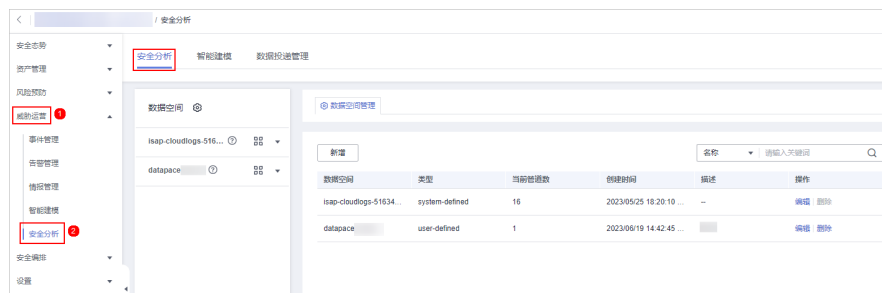 / 安全分析
安全态势
资产管理
风险预防
威胁运营 1
事件管理
告警管理
情报管理
智能建模
安全分析 2
安全编排
设置
安全分析 智能建模 数据投递管理
数据空间
isap-cloudlogs-516...
datapace
数据空间管理
新增
名称 请输入关键词
数据空间 类型 当前管道数 创建时间 描述 操作
isap-cloudlogs-51634... system-defined 16 2023/05/25 18:20:10 ... -- 编辑 删除
datapace user-defined 1 2023/06/19 14:42:45 ... 编辑 删除